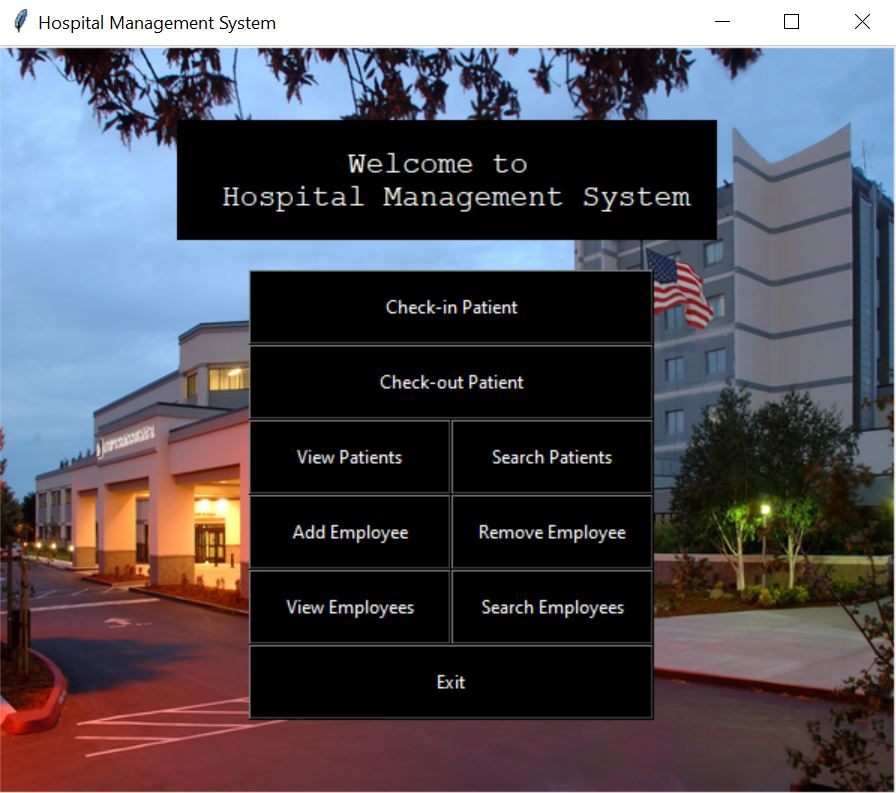 Hospital Management System
Welcome to
Hospital Management System
Check-in Patient
Check-out Patient
View Patients
Search Patients
Add Employee
Remove Employee
View Employees
Search Employees
Exit